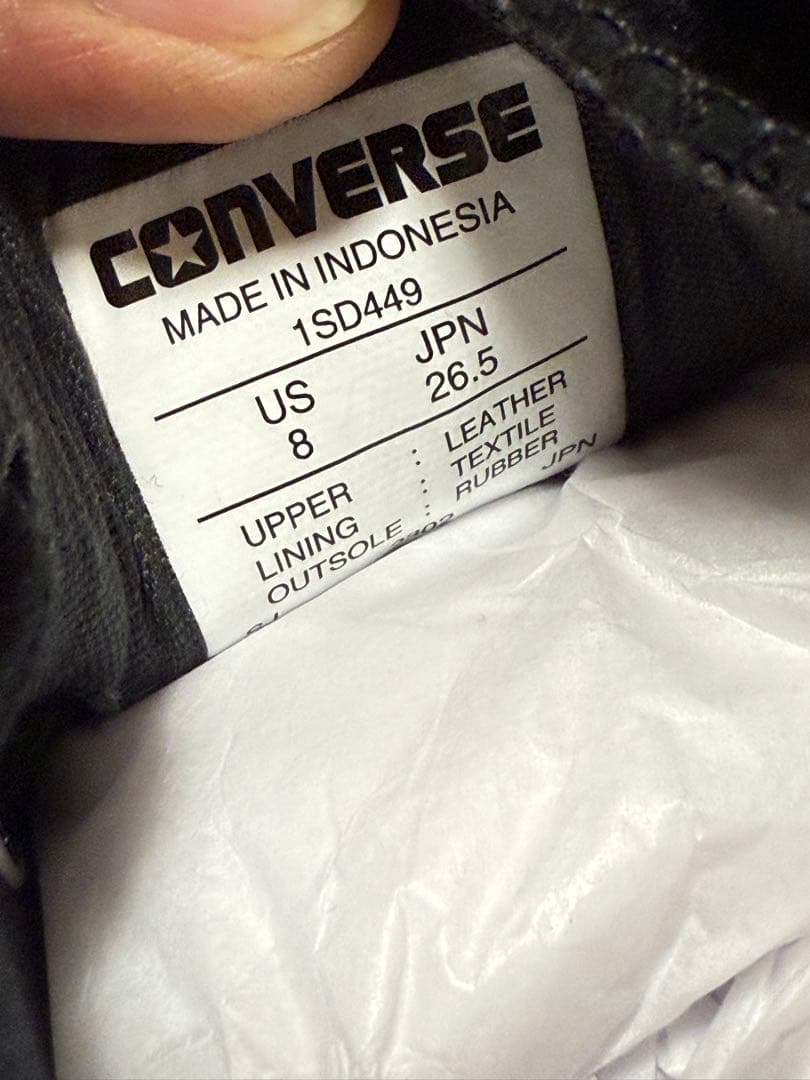 CONVERSE
MADE IN INDONESIA
1SD449
US JPN
8 26.5
UPPER : LEATHER
LINING : TEXTILE
OUTSOLE : RUBBER
JPN